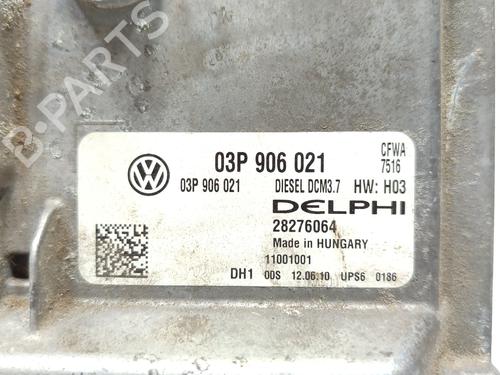 B-PARTS
03P 906 021
CFWA
7516
03P 906 021 DIESEL DCM3.7 HW: H03
DELPHI
28276064
Made in HUNGARY
11001001
DH1 00S 12.06.10 UPS6 0186